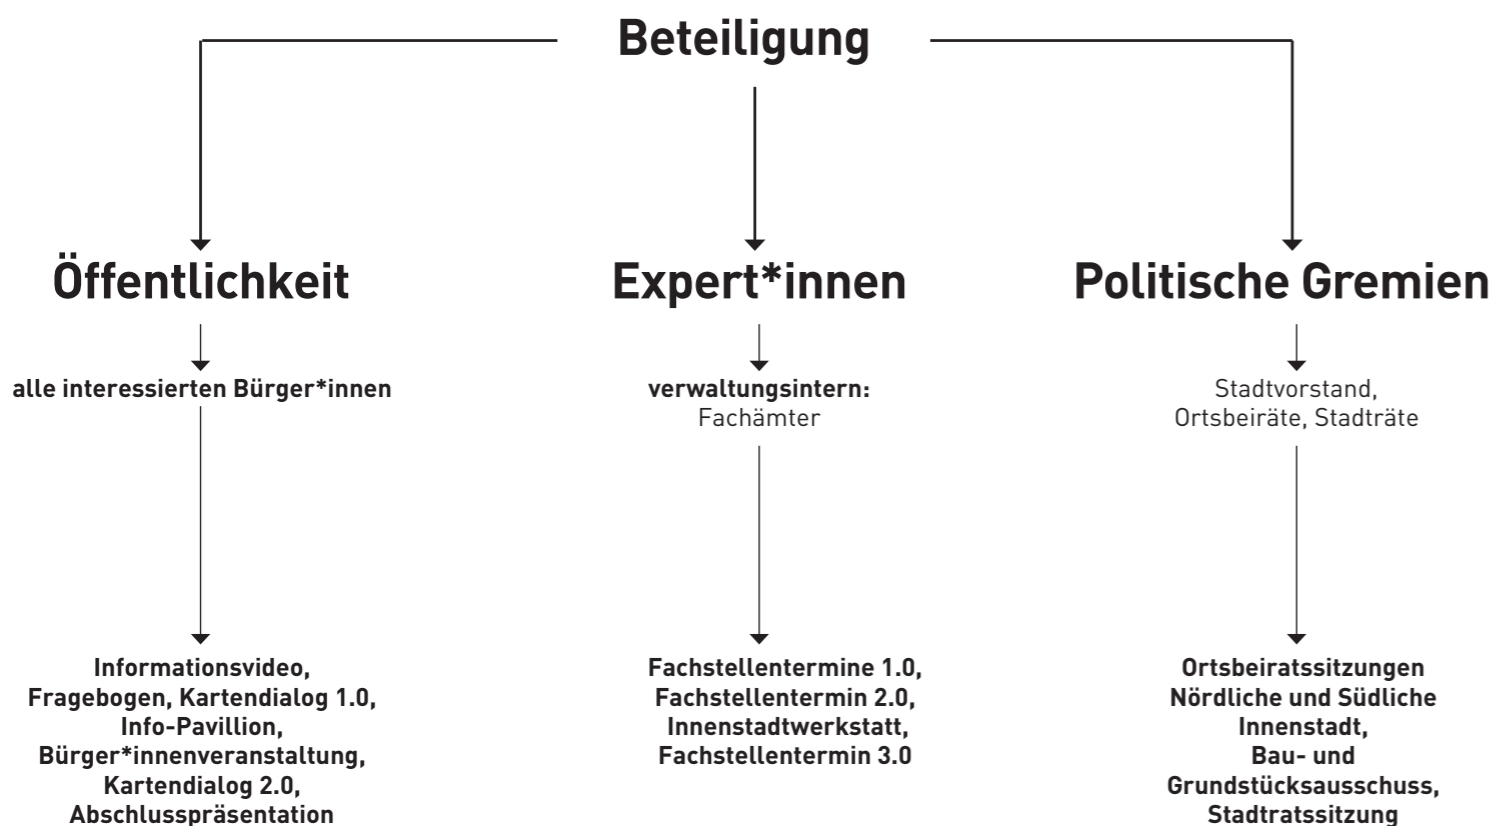 Beteiligung
Öffentlichkeit
alle interessierten Bürger*innen
Informationsvideo,
Fragebogen, Kartendialog 1.0,
Info-Pavillion,
Bürger*innenveranstaltung,
Kartendialog 2.0,
Abschlusspräsentation
Expert*innen
verwaltungsintern:
Fachämter
Fachstellentermine 1.0,
Fachstellentermin 2.0,
Innenstadtwerkstatt,
Fachstellentermin 3.0
Politische Gremien
Stadtvorstand,
Ortsbeiräte, Stadträte
Ortsbeiratssitzungen
Nördliche und Südliche
Innenstadt,
Bau- und
Grundstücksausschuss,
Stadtratssitzung